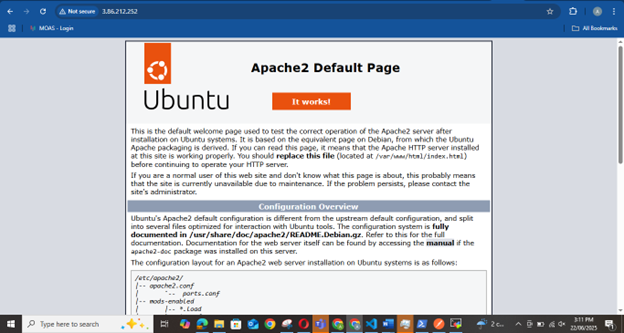 Not secure 3.86.212.252
MOAS - Login
All Bookmarks
Apache2 Default Page
Ubuntu
It works!
This is the default welcome page used to test the correct operation of the Apache2 server after
installation on Ubuntu systems. It is based on the equivalent page on Debian, from which the Ubuntu
Apache packaging is derived. If you can read this page, it means that the Apache HTTP server installed
at this site is working properly. You should replace this file (located at /var/www/html/index.html)
before continuing to operate your HTTP server.
If you are a normal user of this web site and don't know what this page is about, this probably means
that the site is currently unavailable due to maintenance. If the problem persists, please contact the
site's administrator.
Configuration Overview
Ubuntu's Apache2 default configuration is different from the upstream default configuration, and split
into several files optimized for interaction with Ubuntu tools. The configuration system is fully
documented in /usr/share/doc/apache2/README.Debian.gz. Refer to this for the full
documentation. Documentation for the web server itself can be found by accessing the manual if the
apache2-doc package was installed on this server.
The configuration layout for an Apache2 web server installation on Ubuntu systems is as follows:
/etc/apache2/
|-- apache2.conf
|       `--  ports.conf
|-- mods-enabled
|       |-- *.load
Type here to search
3:11 PM
22/06/2025